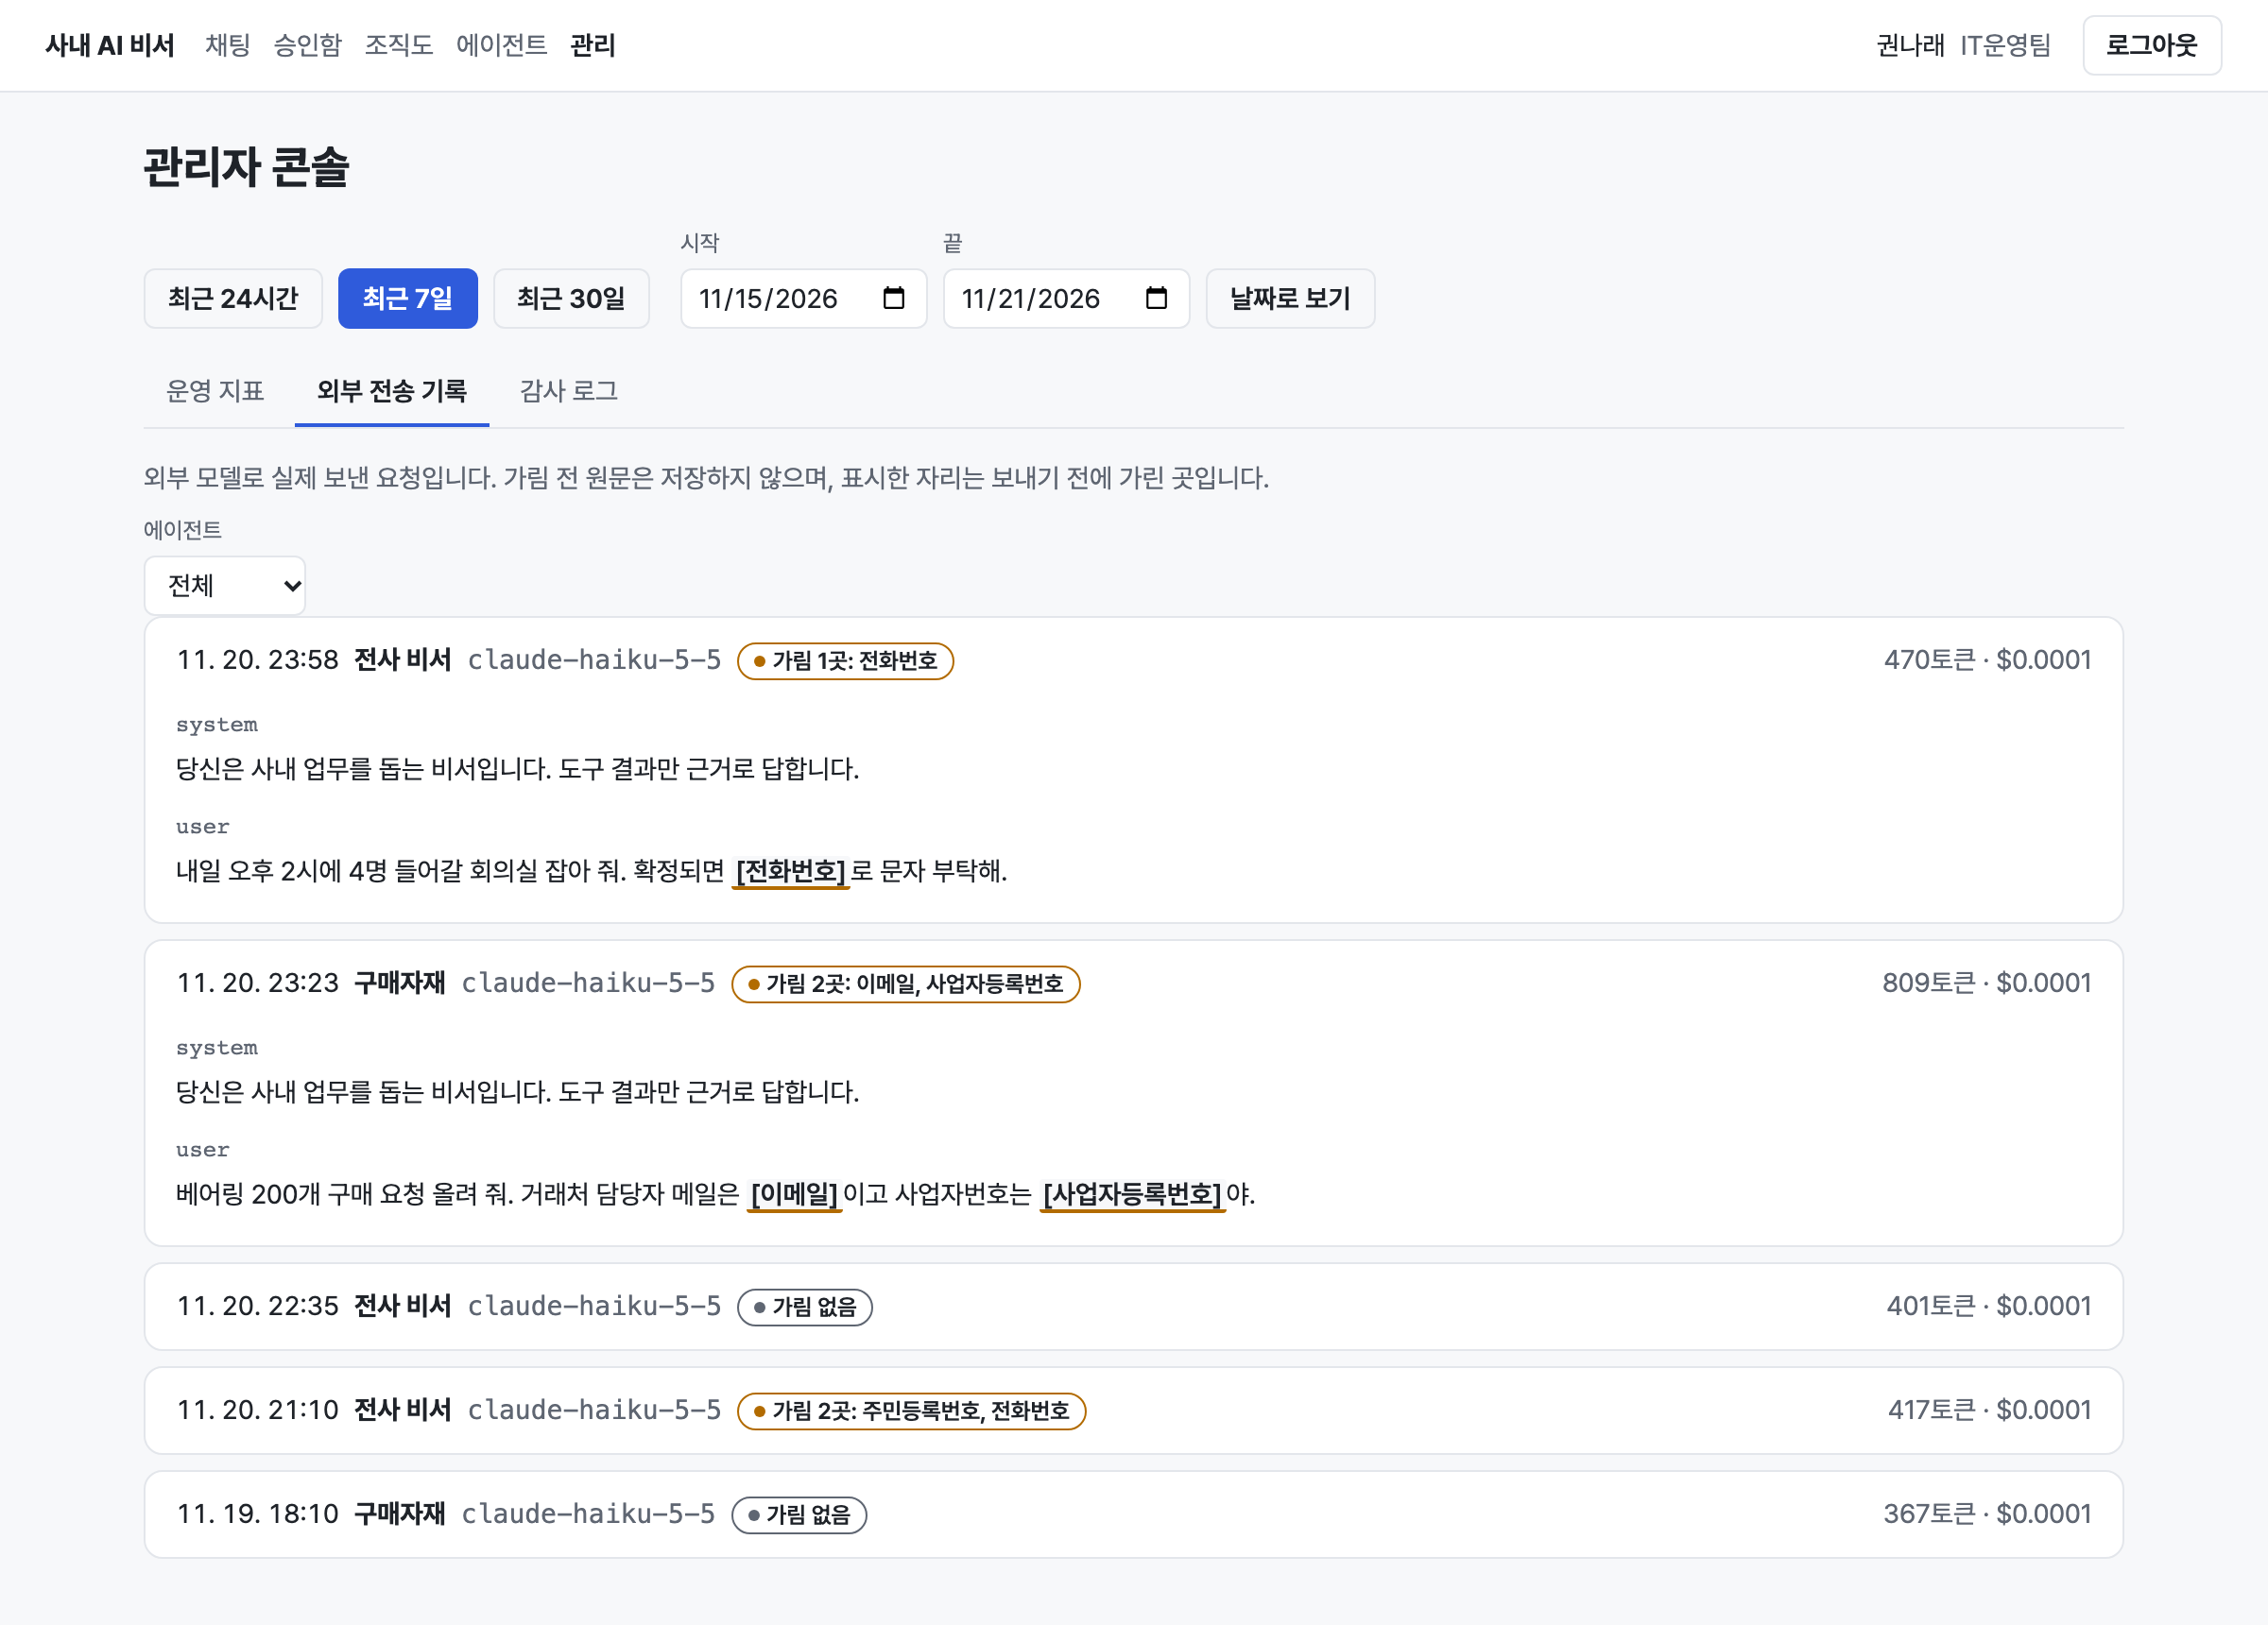 사내 AI 비서 채팅 승인함 조직도 에이전트 관리 권나래 IT운영팀 로그아웃
관리자 콘솔
시작 끝
최근 24시간 최근 7일 최근 30일 11/15/2026 11/21/2026 날짜로 보기
운영 지표 외부 전송 기록 감사 로그
외부 모델로 실제 보낸 요청입니다. 가림 전 원문은 저장하지 않으며, 표시한 자리는 보내기 전에 가린 곳입니다.
에이전트
전체
11. 20. 23:58 전사 비서 claude-haiku-5-5 가림 1곳: 전화번호 470토큰 · $0.0001
system
당신은 사내 업무를 돕는 비서입니다. 도구 결과만 근거로 답합니다.
user
내일 오후 2시에 4명 들어갈 회의실 잡아 줘. 확정되면 [전화번호]로 문자 부탁해.
11. 20. 23:23 구매자재 claude-haiku-5-5 가림 2곳: 이메일, 사업자등록번호 809토큰 · $0.0001
system
당신은 사내 업무를 돕는 비서입니다. 도구 결과만 근거로 답합니다.
user
베어링 200개 구매 요청 올려 줘. 거래처 담당자 메일은 [이메일]이고 사업자번호는 [사업자등록번호]야.
11. 20. 22:35 전사 비서 claude-haiku-5-5 가림 없음 401토큰 · $0.0001
11. 20. 21:10 전사 비서 claude-haiku-5-5 가림 2곳: 주민등록번호, 전화번호 417토큰 · $0.0001
11. 19. 18:10 구매자재 claude-haiku-5-5 가림 없음 367토큰 · $0.0001